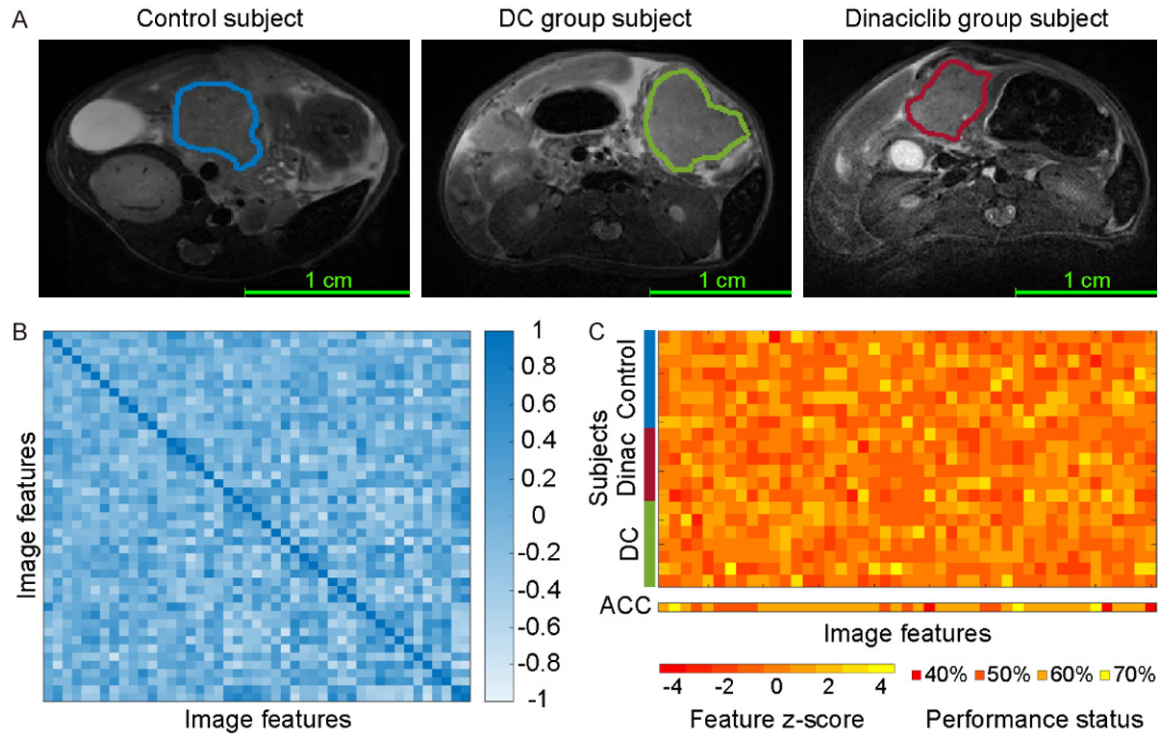 A
Control subject
DC group subject
Dinaciclib group subject
1 cm
1 cm
1 cm
B
Image features
Image features
1
0.8
0.6
0.4
0.2
0
-0.2
-0.4
-0.6
-0.8
-1
C
Subjects
Control
Dinac
DC
ACC
Image features
-4 -2 0 2 4
Feature z-score
40% 50% 60% 70%
Performance status